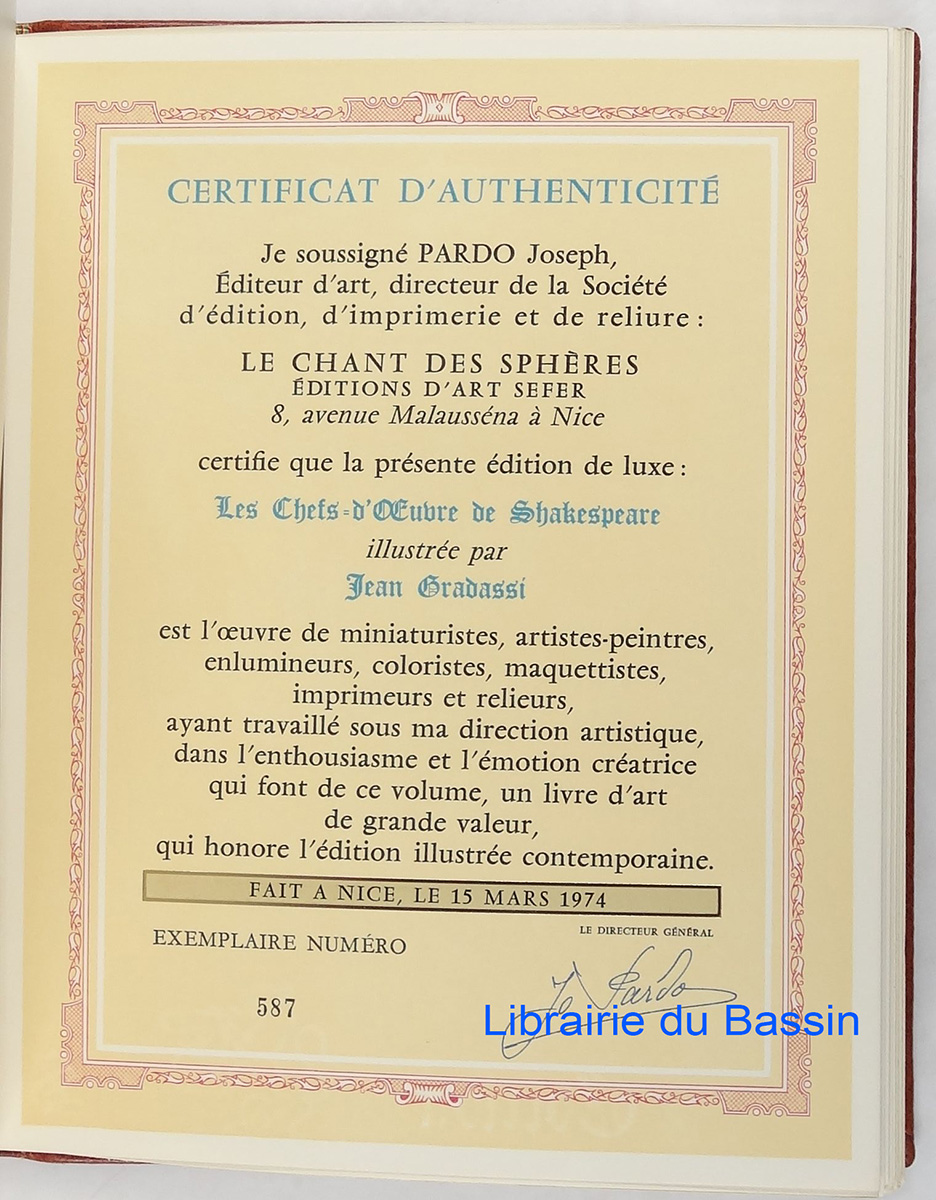 CERTIFICAT D'AUTHENTICITÉ
Je soussigné PARDO Joseph,
Éditeur d'art, directeur de la Société
d'édition, d'imprimerie et de reliure :
LE CHANT DES SPHÈRES
ÉDITIONS D'ART SEFER
8, avenue Malausséna à Nice
certifie que la présente édition de luxe :
Les Chefs-d'Œuvre de Shakespeare
illustrée par
Jean Gradassi
est l'œuvre de miniaturistes, artistes-peintres,
enlumineurs, coloristes, maquettistes,
imprimeurs et relieurs,
ayant travaillé sous ma direction artistique,
dans l'enthousiasme et l'émotion créatrice
qui font de ce volume, un livre d'art
de grande valeur,
qui honore l'édition illustrée contemporaine.
FAIT A NICE, LE 15 MARS 1974
LE DIRECTEUR GÉNÉRAL
EXEMPLAIRE NUMÉRO
587
Jo Pardo
Librairie du Bassin